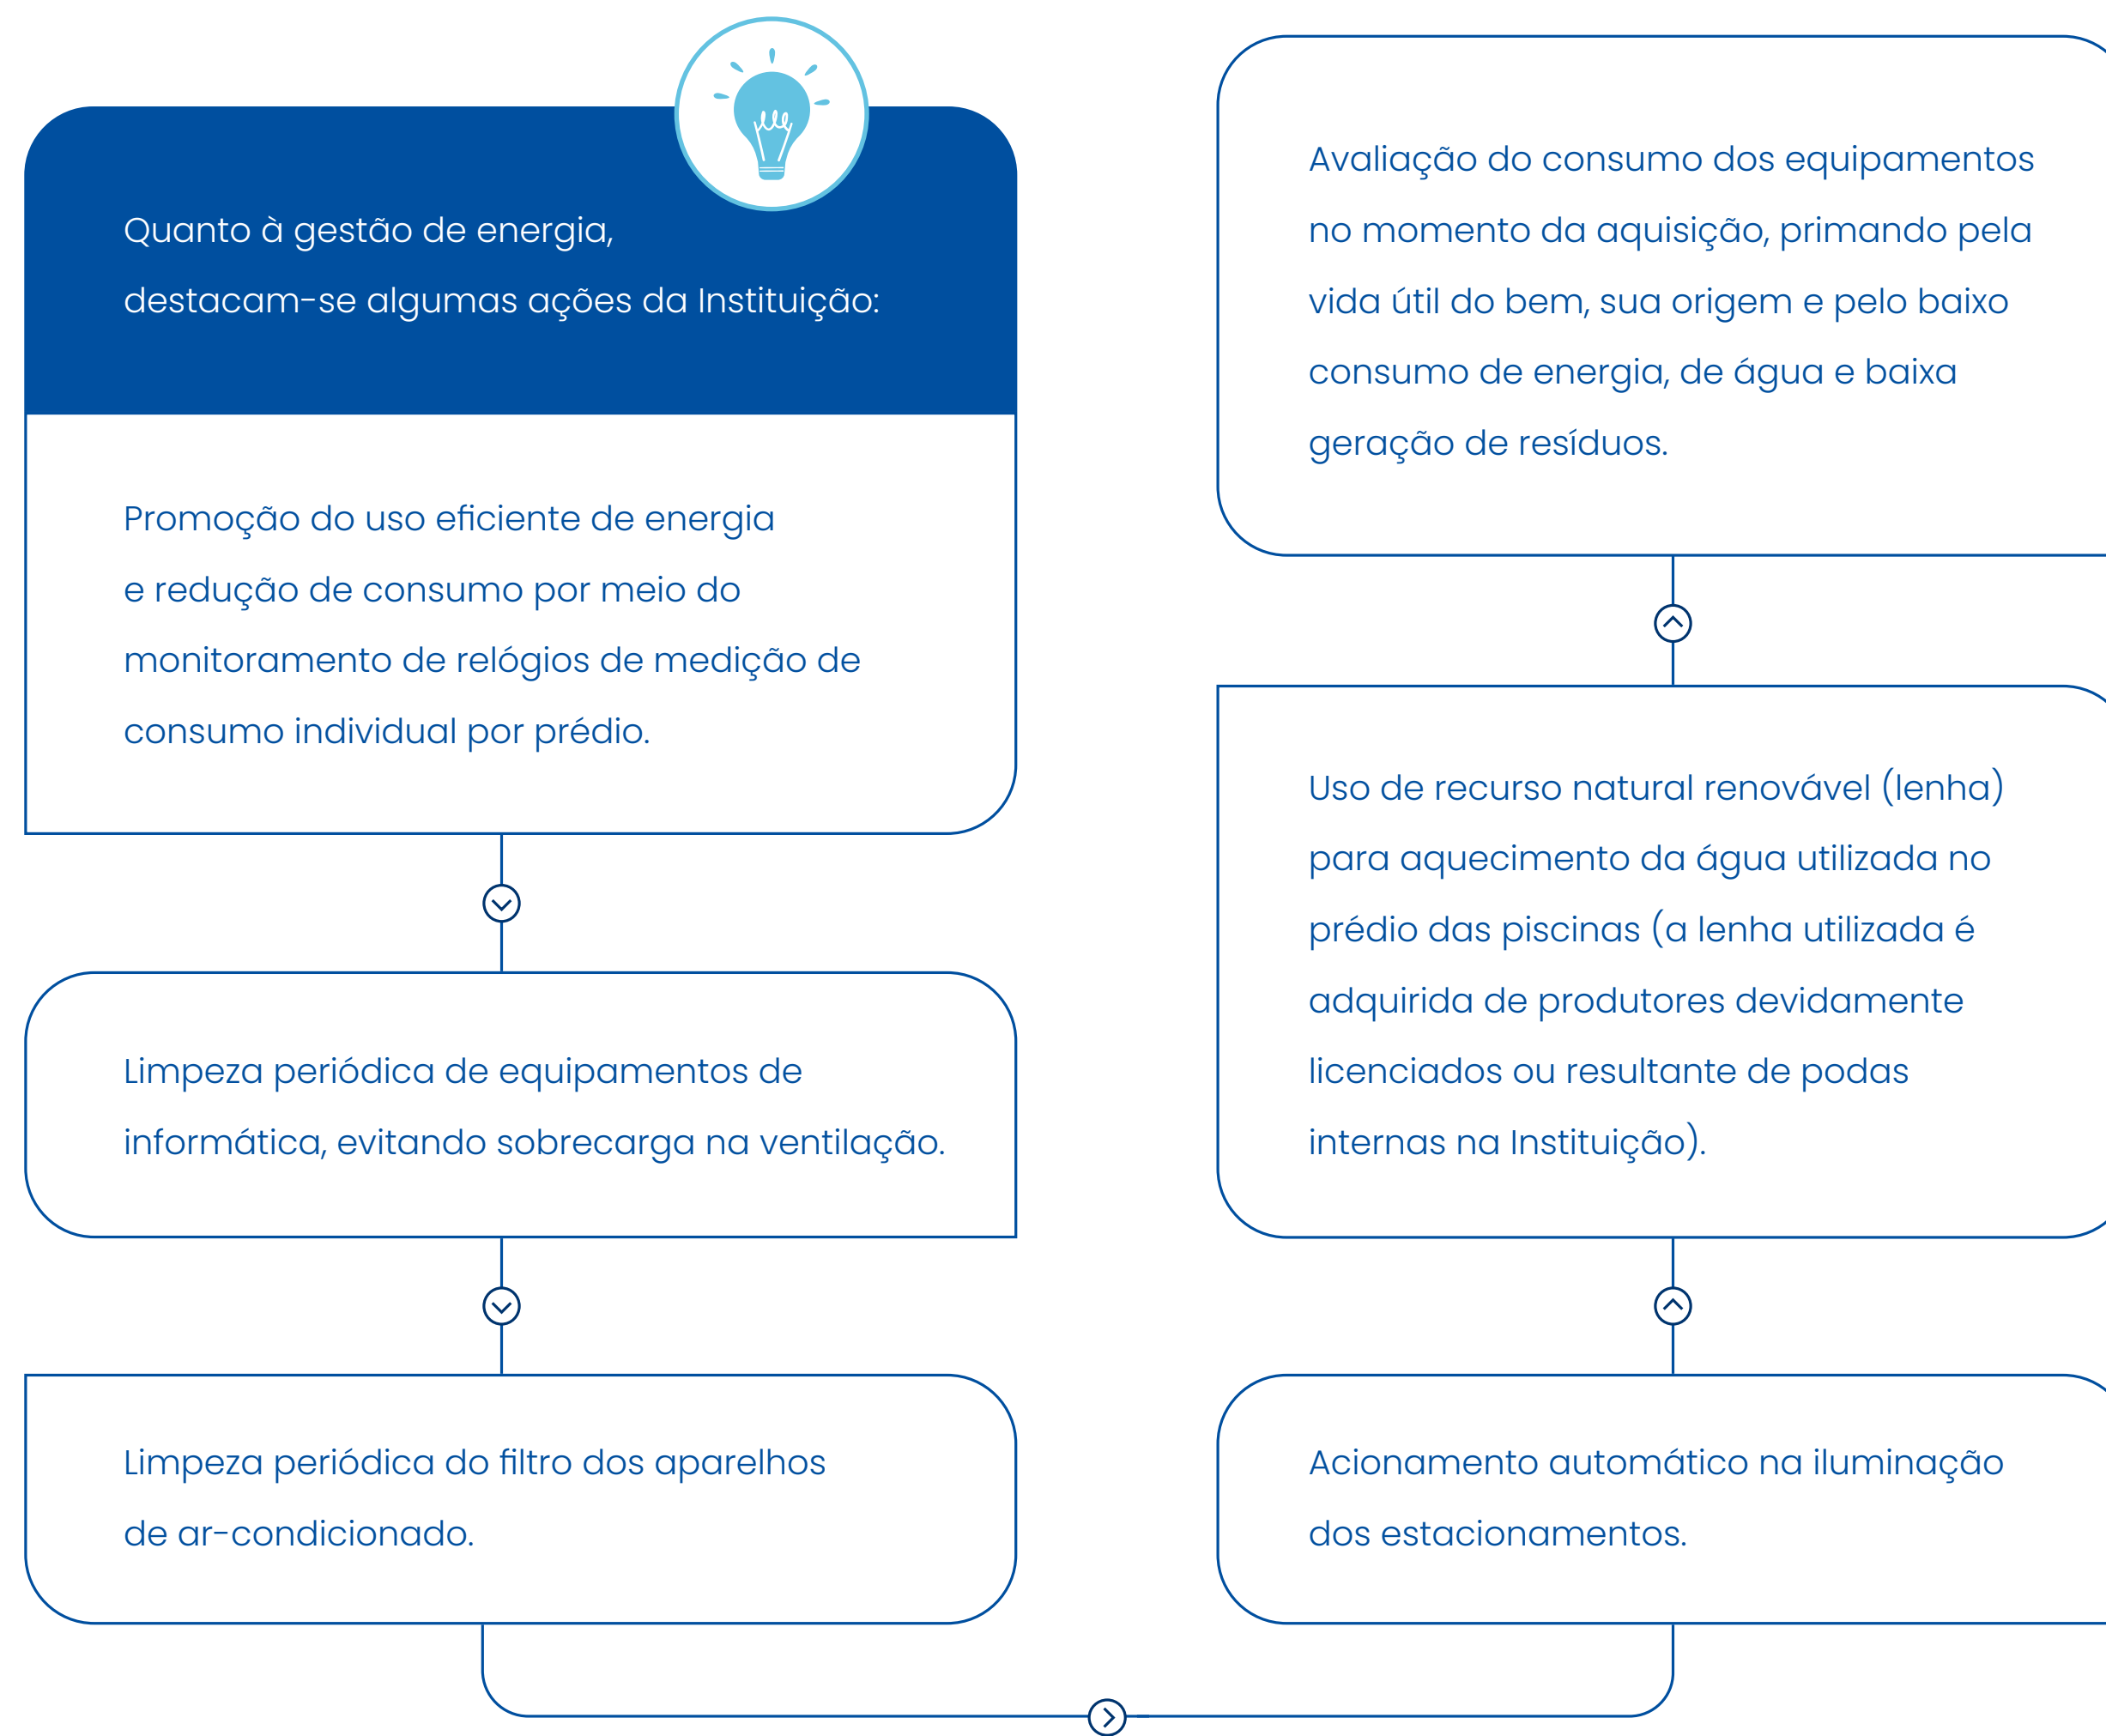 Quanto à gestão de energia,
destacam-se algumas ações da Instituição:
Promoção do uso eficiente de energia
e redução de consumo por meio do
monitoramento de relógios de medição de
consumo individual por prédio.
Limpeza periódica de equipamentos de
informática, evitando sobrecarga na ventilação.
Limpeza periódica do filtro dos aparelhos
de ar-condicionado.
Acionamento automático na iluminação
dos estacionamentos.
Uso de recurso natural renovável (lenha)
para aquecimento da água utilizada no
prédio das piscinas (a lenha utilizada é
adquirida de produtores devidamente
licenciados ou resultante de podas
internas na Instituição).
Avaliação do consumo dos equipamentos
no momento da aquisição, primando pela
vida útil do bem, sua origem e pelo baixo
consumo de energia, de água e baixa
geração de resíduos.